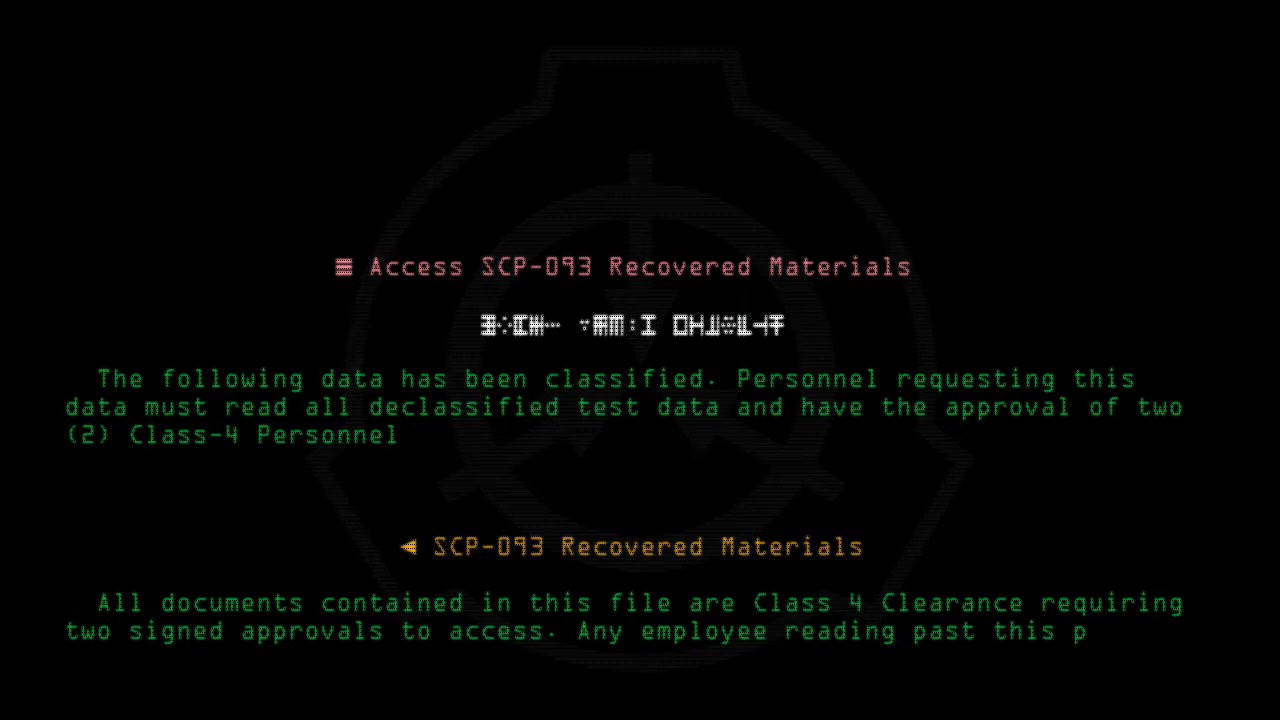 Access SCP-093 Recovered Materials
The following data has been classified. Personnel requesting this
data must read all declassified test data and have the approval of two
(2) Class-4 Personnel
SCP-093 Recovered Materials
All documents contained in this file are Class 4 Clearance requiring
two signed approvals to access. Any employee reading past this p